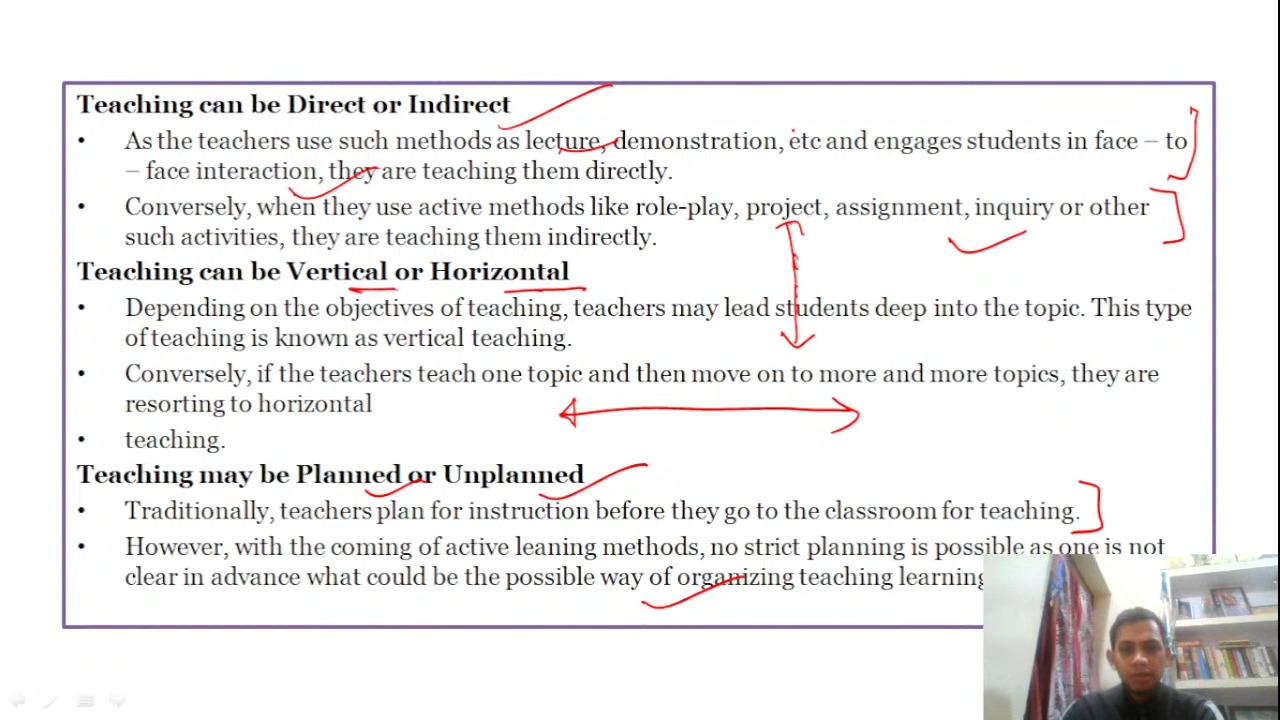 Teaching can be Direct or Indirect
• As the teachers use such methods as lecture, demonstration, etc and engages students in face – to
– face interaction, they are teaching them directly.
• Conversely, when they use active methods like role-play, project, assignment, inquiry or other
such activities, they are teaching them indirectly.
Teaching can be Vertical or Horizontal
• Depending on the objectives of teaching, teachers may lead students deep into the topic. This type
of teaching is known as vertical teaching.
• Conversely, if the teachers teach one topic and then move on to more and more topics, they are
resorting to horizontal
• teaching.
Teaching may be Planned or Unplanned
• Traditionally, teachers plan for instruction before they go to the classroom for teaching.
• However, with the coming of active leaning methods, no strict planning is possible as one is not
clear in advance what could be the possible way of organizing teaching learning